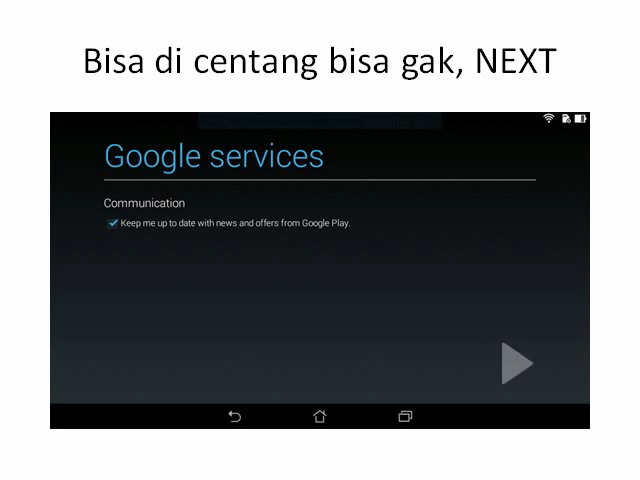 Bisa di centang bisa gak, NEXT
Google services
Communication
Keep me up to date with news and offers from Google Play.